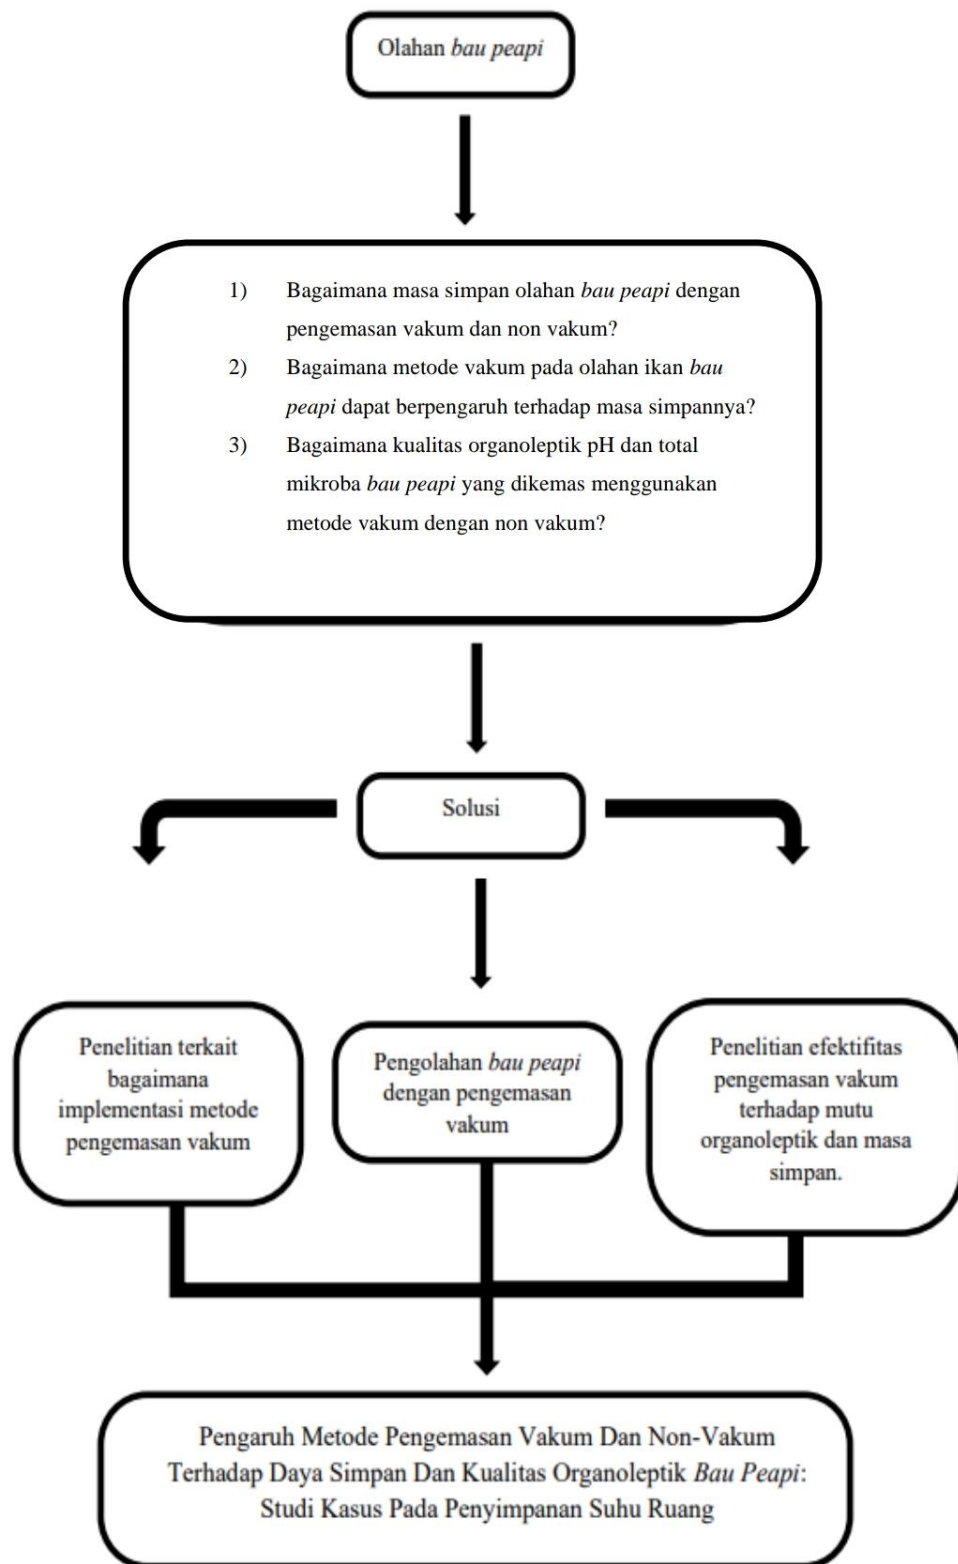 Olahan bau peapi
1) Bagaimana masa simpan olahan bau peapi dengan
pengemasan vakum dan non vakum?
2) Bagaimana metode vakum pada olahan ikan bau
peapi dapat berpengaruh terhadap masa simpannya?
3) Bagaimana kualitas organoleptik pH dan total
mikroba bau peapi yang dikemas menggunakan
metode vakum dengan non vakum?
Solusi
Penelitian terkait
bagaimana
implementasi metode
pengemasan vakum
Pengolahan bau peapi
dengan pengemasan
vakum
Penelitian efektifitas
pengemasan vakum
terhadap mutu
organoleptik dan masa
simpan.
Pengaruh Metode Pengemasan Vakum Dan Non-Vakum
Terhadap Daya Simpan Dan Kualitas Organoleptik Bau Peapi:
Studi Kasus Pada Penyimpanan Suhu Ruang